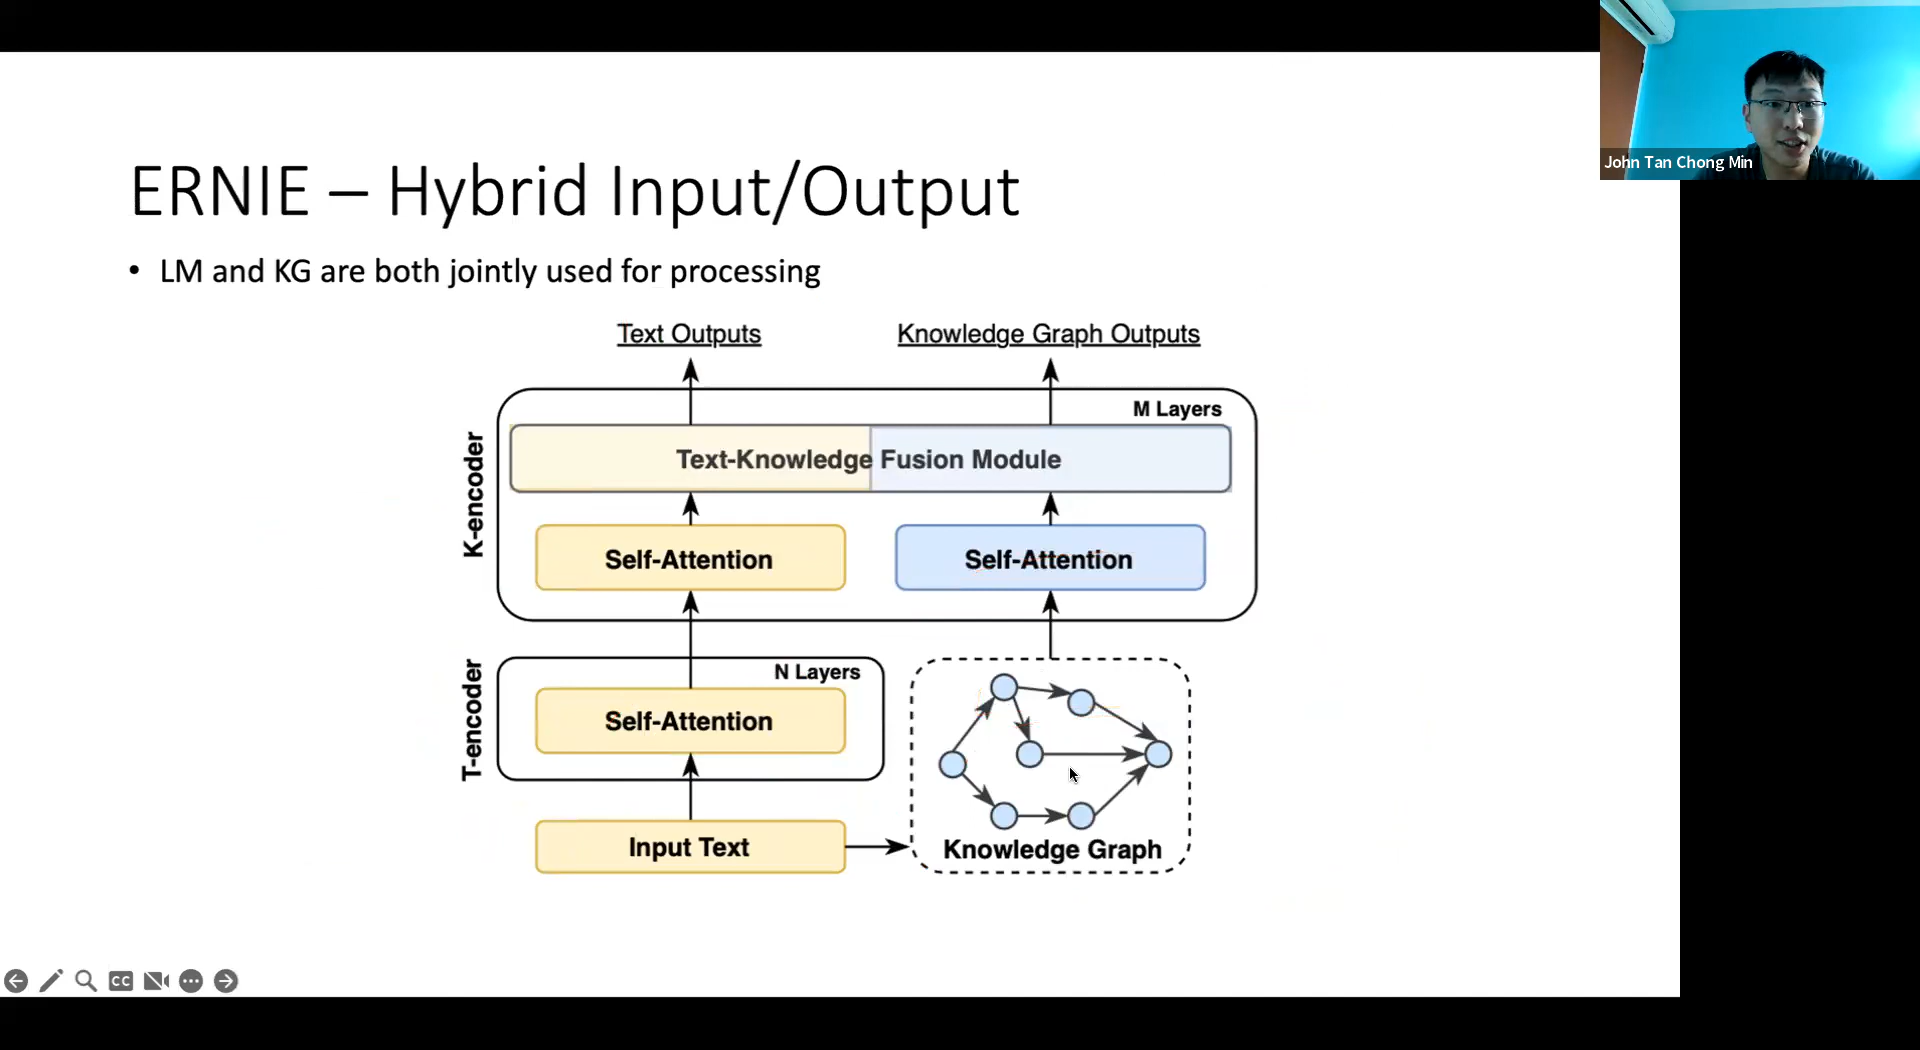 John Tan Chong Min
ERNIE – Hybrid Input/Output
• LM and KG are both jointly used for processing
Text Outputs
Knowledge Graph Outputs
M Layers
K-encoder
Text-Knowledge Fusion Module
Self-Attention
Self-Attention
T-encoder
N Layers
Self-Attention
Input Text
Knowledge Graph
CC